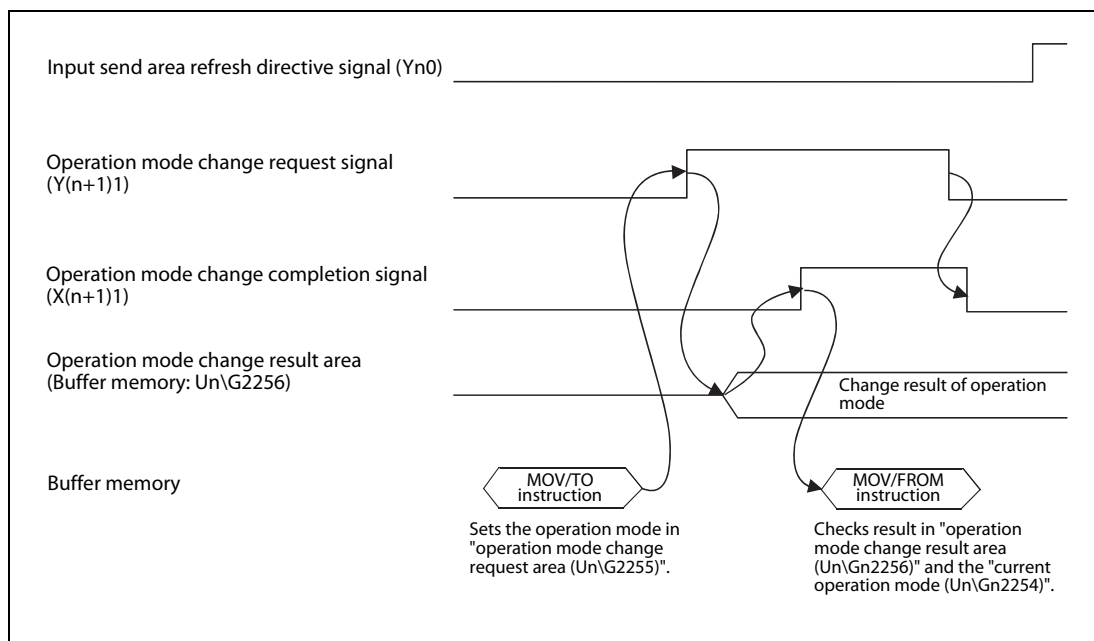 Input send area refresh directive signal (Yn0)
Operation mode change request signal
(Y(n+1)1)
Operation mode change completion signal
(X(n+1)1)
Operation mode change result area
(Buffer memory: Un\G2256)
Change result of operation
mode
Buffer memory
MOV/TO
instruction
MOV/FROM
instruction
Sets the operation mode in
"operation mode change
request area (Un\G2255)".
Checks result in "operation
mode change result area
(Un\Gn2256)" and the "current
operation mode (Un\Gn2254)".